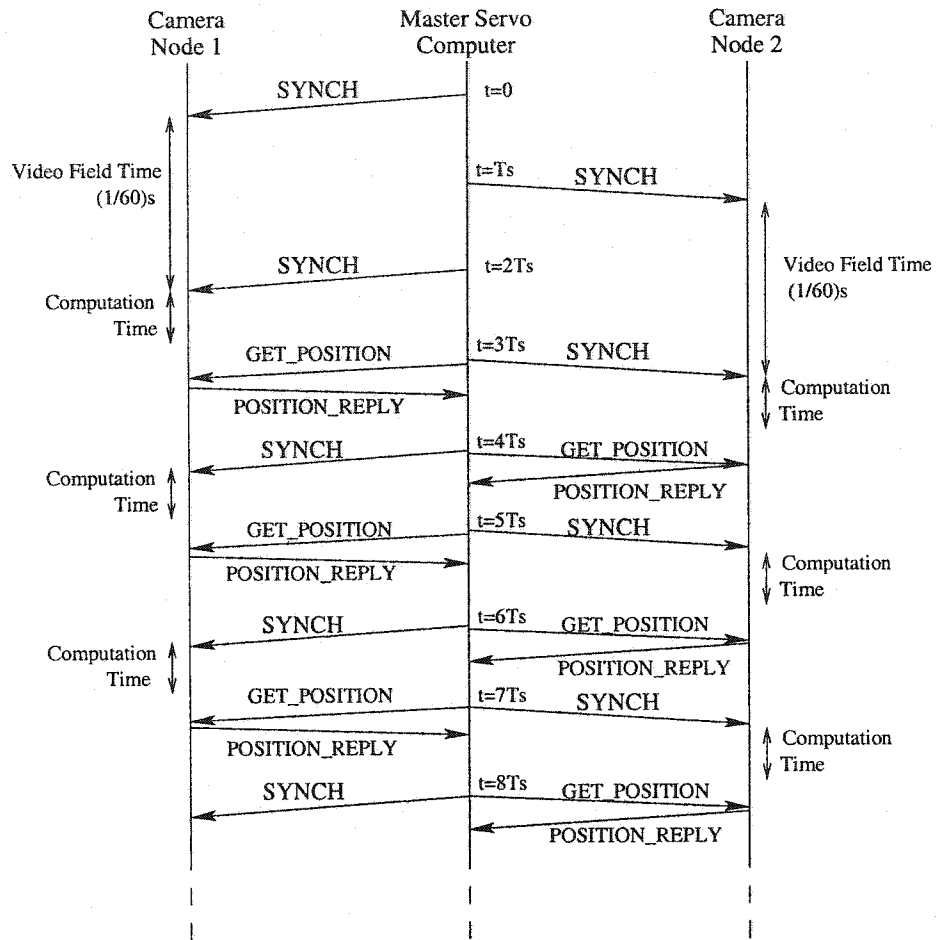 Camera
Node 1
Master Servo
Computer
Camera
Node 2
SYNCH
t=0
Video Field Time
(1/60)s
t=Ts
SYNCH
SYNCH
t=2Ts
Video Field Time
(1/60)s
Computation
Time
GET_POSITION
t=3Ts
SYNCH
POSITION_REPLY
Computation
Time
SYNCH
t=4Ts
GET_POSITION
Computation
Time
POSITION_REPLY
GET_POSITION
t=5Ts
SYNCH
POSITION_REPLY
Computation
Time
SYNCH
t=6Ts
GET_POSITION
Computation
Time
POSITION_REPLY
GET_POSITION
t=7Ts
SYNCH
POSITION_REPLY
Computation
Time
SYNCH
t=8Ts
GET_POSITION
POSITION_REPLY